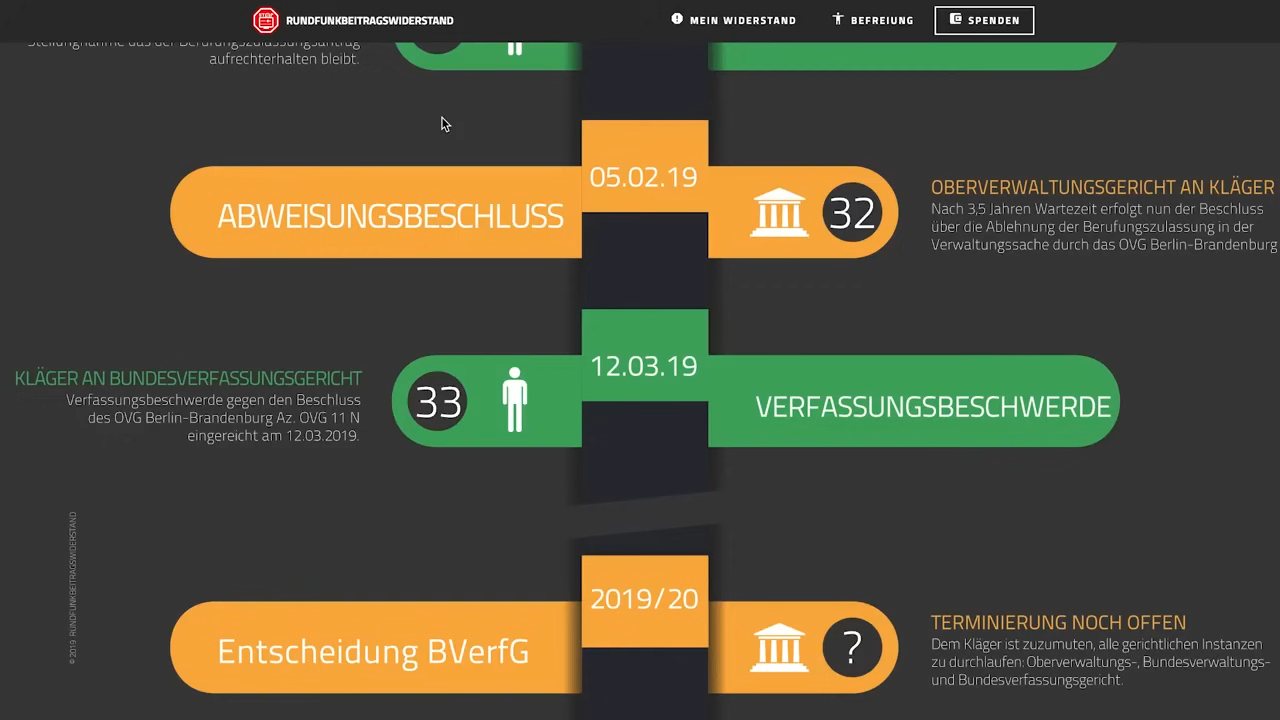 RUNDFUNKBEITRAGSWIDERSTAND
MEIN WIDERSTAND
BEFREIUNG
SPENDEN
Stellungnahme das der Berufungszulassungsantrag
aufrechterhalten bleibt.
05.02.19
ABWEISUNGSBESCHLUSS
32
OBERVERWALTUNGSGERICHT AN KLÄGER
Nach 3,5 Jahren Wartezeit erfolgt nun der Beschluss
über die Ablehnung der Berufungszulassung in der
Verwaltungssache durch das OVG Berlin-Brandenburg
12.03.19
KLÄGER AN BUNDESVERFASSUNGSGERICHT
Verfassungsbeschwerde gegen den Beschluss
des OVG Berlin-Brandenburg Az. OVG 11 N
eingereicht am 12.03.2019.
33
VERFASSUNGSBESCHWERDE
© 2019 RUNDFUNKBEITRAGSWIDERSTAND
2019/20
Entscheidung BVerfG
?
TERMINIERUNG NOCH OFFEN
Dem Kläger ist zuzumuten, alle gerichtlichen Instanzen
zu durchlaufen: Oberverwaltungs-, Bundesverwaltungs-
und Bundesverfassungsgericht.